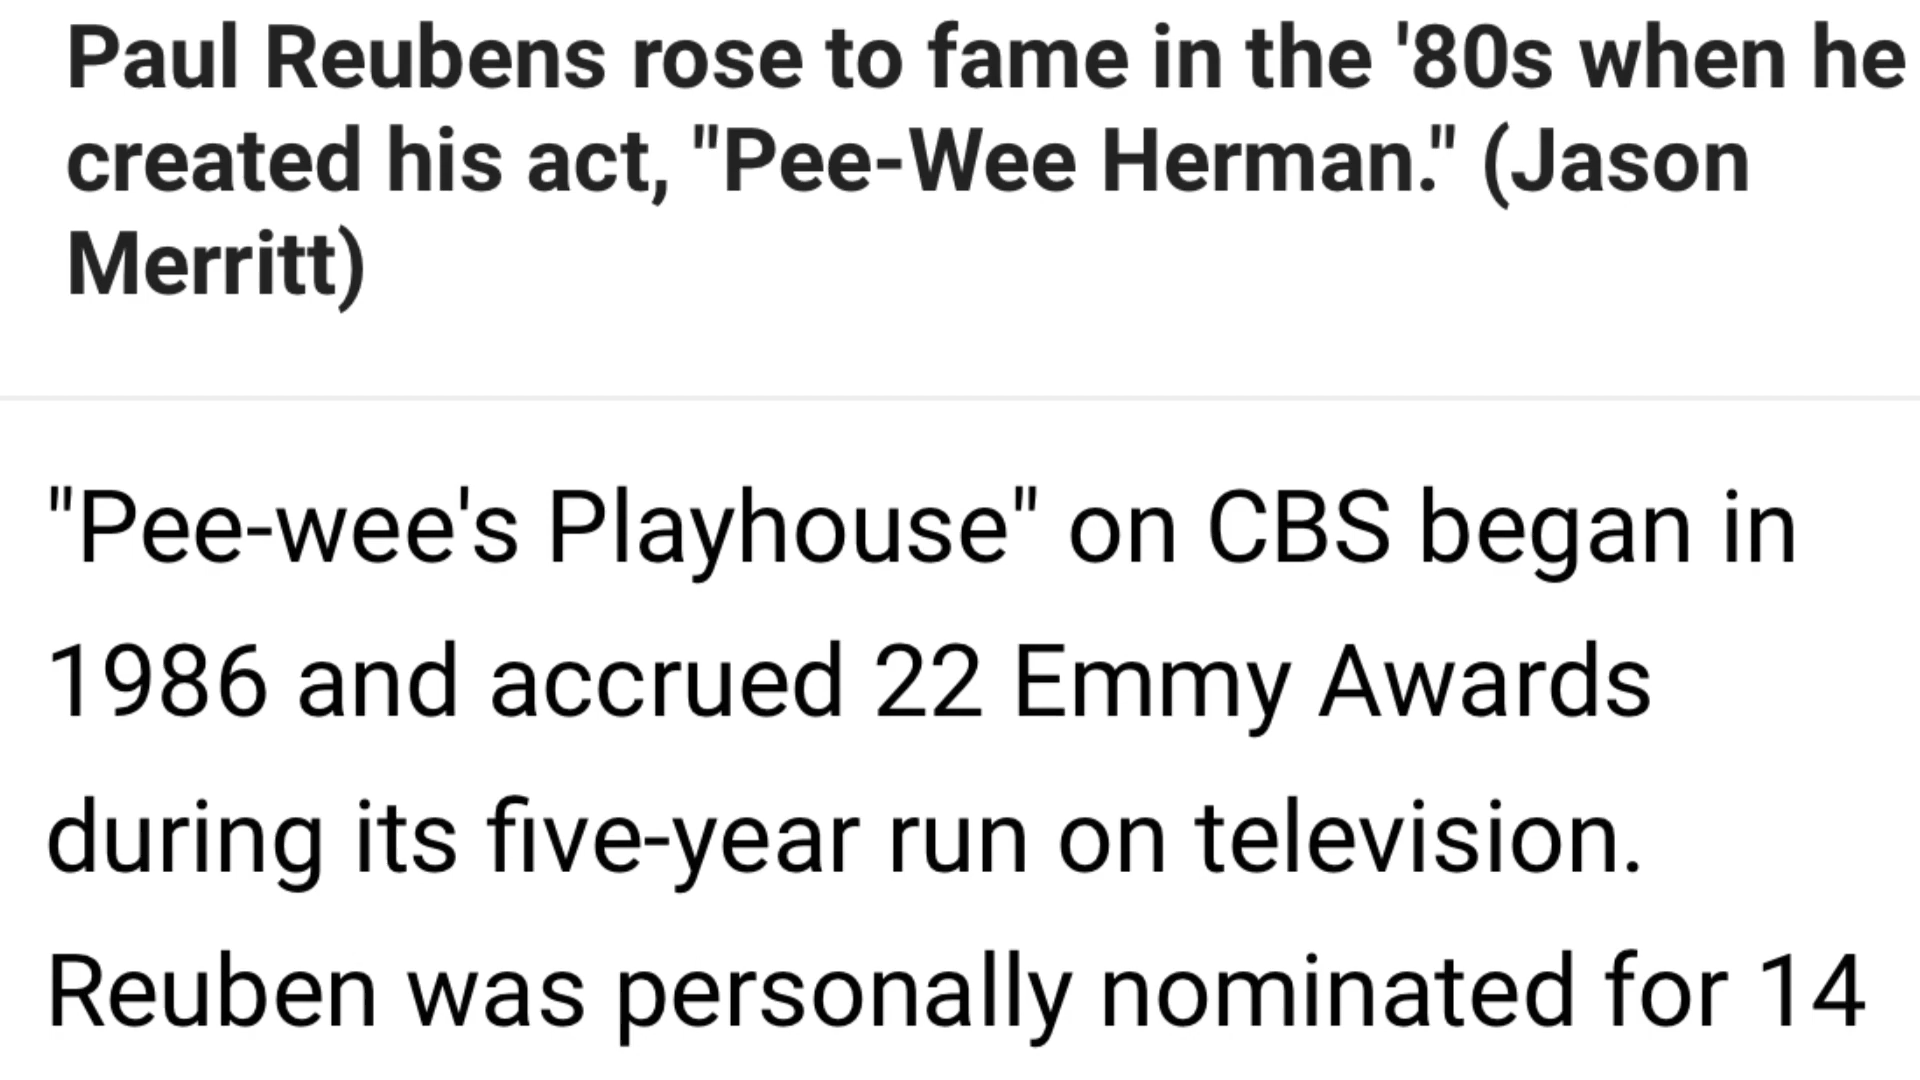 Paul Reubens rose to fame in the '80s when he
created his act, "Pee-Wee Herman." (Jason
Merritt)
"Pee-wee's Playhouse" on CBS began in
1986 and accrued 22 Emmy Awards
during its five-year run on television.
Reuben was personally nominated for 14